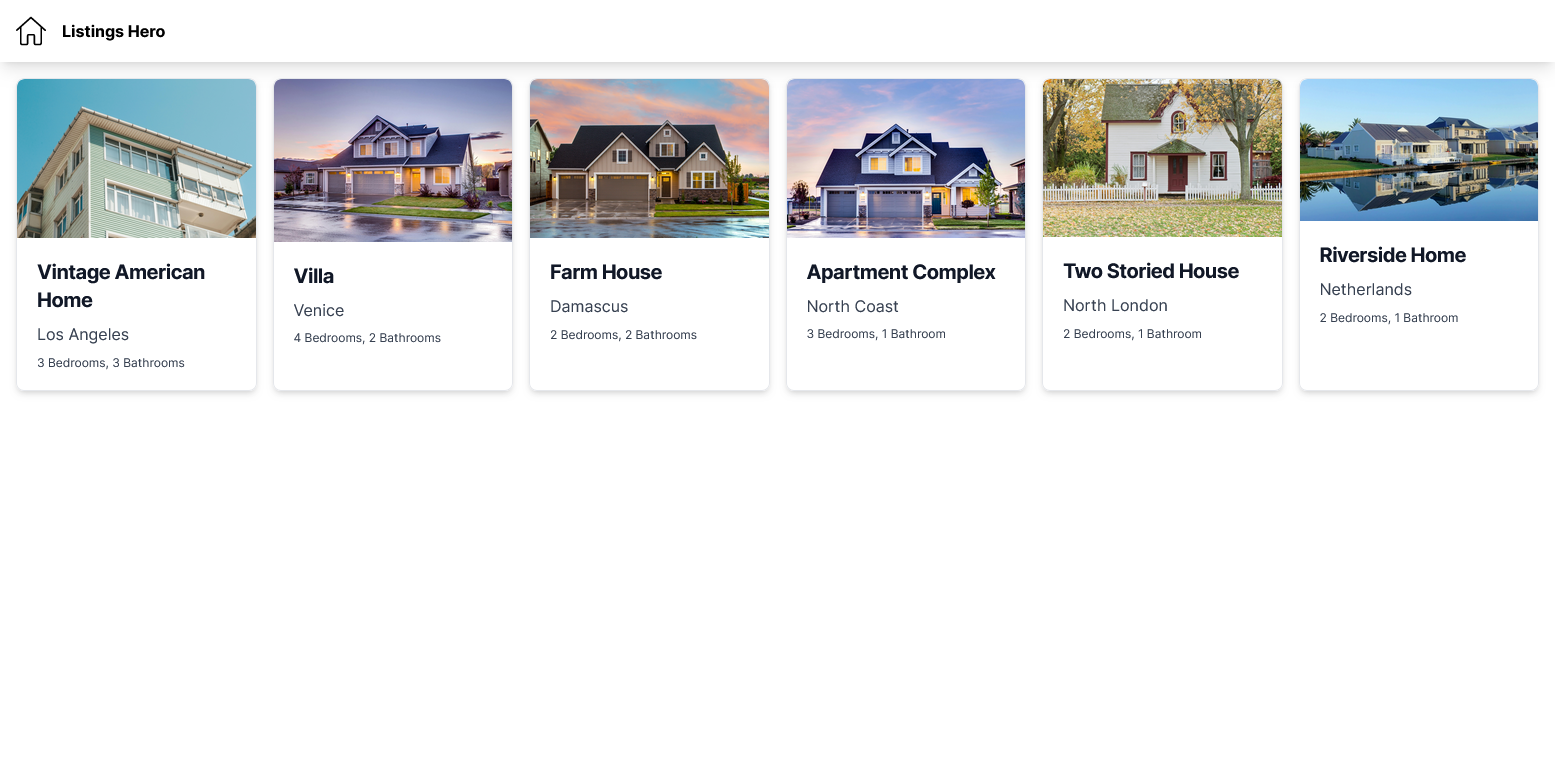 Listings Hero
Vintage American
Home
Los Angeles
3 Bedrooms, 3 Bathrooms
Villa
Venice
4 Bedrooms, 2 Bathrooms
Farm House
Damascus
2 Bedrooms, 2 Bathrooms
Apartment Complex
North Coast
3 Bedrooms, 1 Bathroom
Two Storied House
North London
2 Bedrooms, 1 Bathroom
Riverside Home
Netherlands
2 Bedrooms, 1 Bathroom